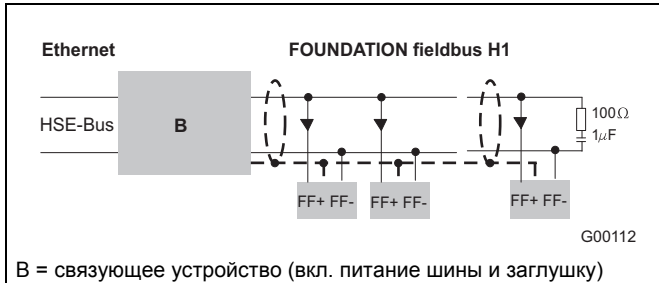 Ethernet FOUNDATION fieldbus H1
HSE-Bus B 100Ω
1µF
FF+ FF- FF+ FF- FF+ FF-
G00112
B = связующее устройство (вкл. питание шины и заглушку)